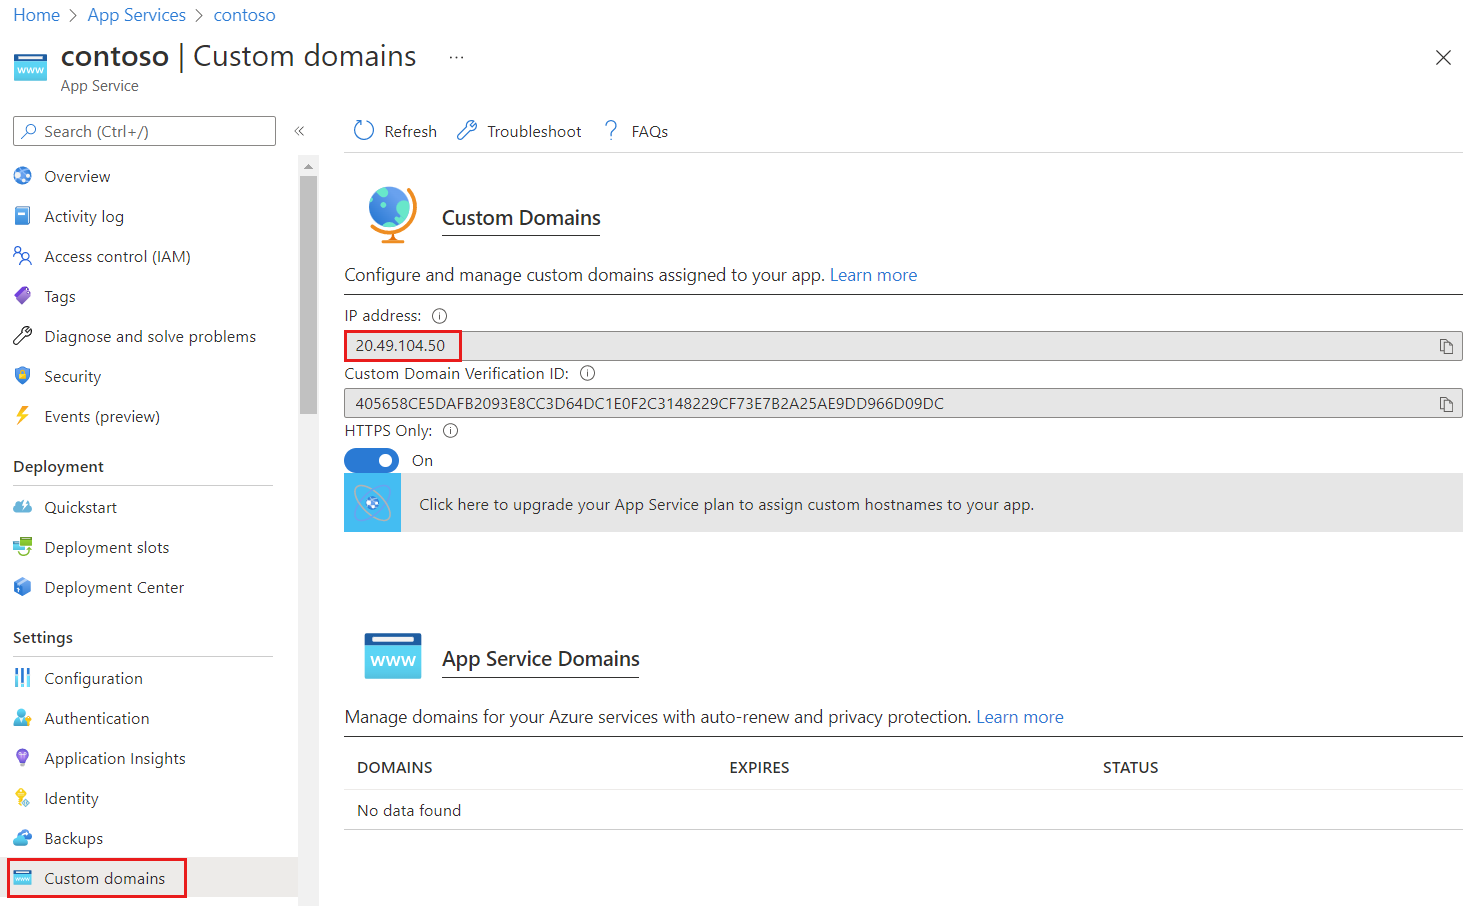 Home > App Services > contoso
contoso | Custom domains ...
App Service
Search (Ctrl+/)
«
Overview
Activity log
Access control (IAM)
Tags
Diagnose and solve problems
Security
Events (preview)
Deployment
Quickstart
Deployment slots
Deployment Center
Settings
Configuration
Authentication
Application Insights
Identity
Backups
Custom domains
Refresh Troubleshoot ? FAQs
Custom Domains
Configure and manage custom domains assigned to your app. Learn more
IP address:
20.49.104.50
Custom Domain Verification ID:
405658CE5DAFB2093E8CC3D64DC1E0F2C3148229CF73E7B2A25AE9DD966D09DC
HTTPS Only:
On
Click here to upgrade your App Service plan to assign custom hostnames to your app.
www
App Service Domains
Manage domains for your Azure services with auto-renew and privacy protection. Learn more
DOMAINS EXPIRES STATUS
No data found